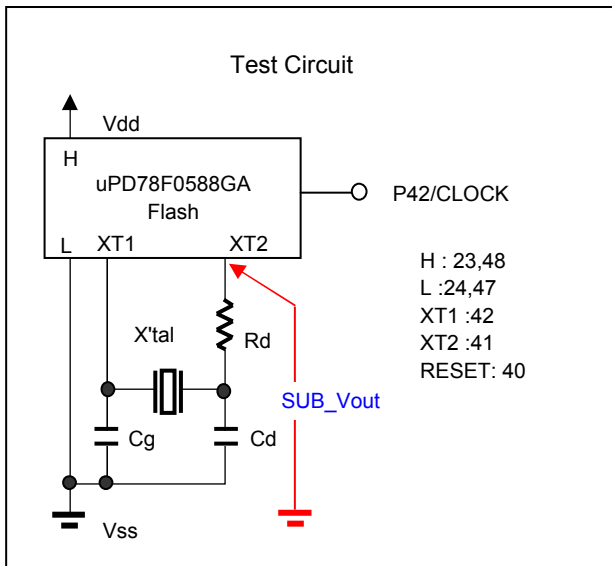 Test Circuit
Vdd
H
uPD78F0588GA
Flash
P42/CLOCK
L XT1 XT2
H : 23,48
L :24,47
XT1 :42
XT2 :41
RESET: 40
X'tal
Rd
SUB_Vout
Cg
Cd
Vss